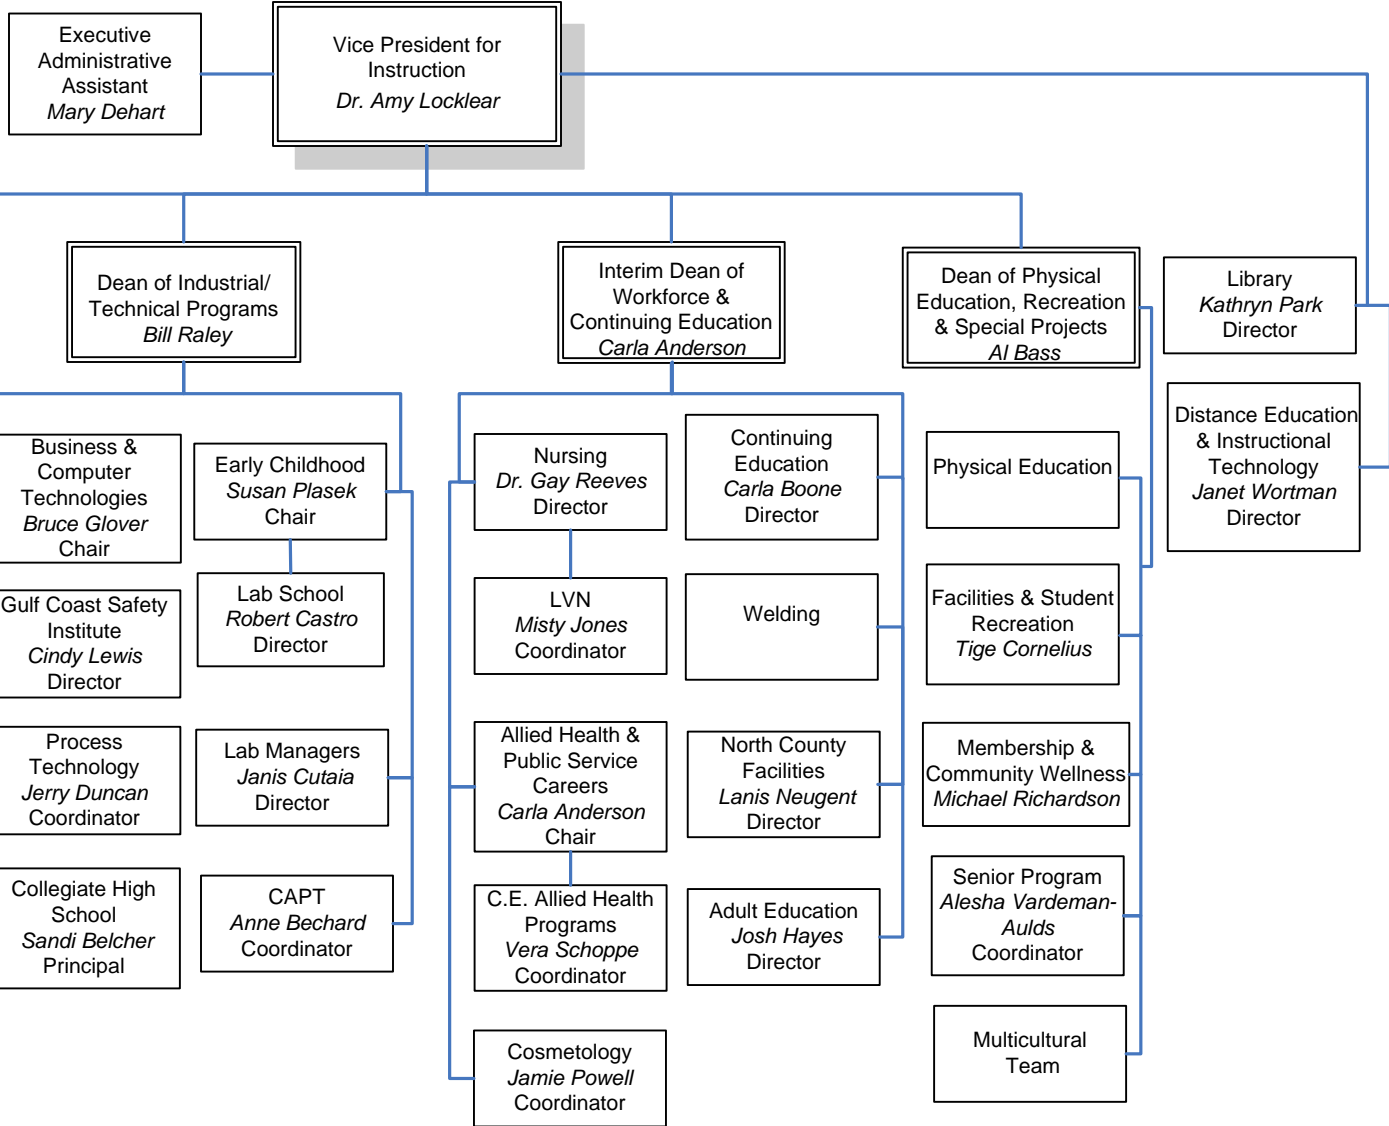 Executive
Administrative
Assistant
Mary Dehart
Vice President for
Instruction
Dr. Amy Locklear
Dean of Industrial/
Technical Programs
Bill Raley
Interim Dean of
Workforce &
Continuing Education
Carla Anderson
Dean of Physical
Education, Recreation
& Special Projects
Al Bass
Library
Kathryn Park
Director
Distance Education
& Instructional
Technology
Janet Wortman
Director
Business &
Computer
Technologies
Bruce Glover
Chair
Early Childhood
Susan Plasek
Chair
Nursing
Dr. Gay Reeves
Director
Continuing
Education
Carla Boone
Director
Physical Education
Gulf Coast Safety
Institute
Cindy Lewis
Director
Lab School
Robert Castro
Director
LVN
Misty Jones
Coordinator
Welding
Facilities & Student
Recreation
Tige Cornelius
Process
Technology
Jerry Duncan
Coordinator
Lab Managers
Janis Cutaia
Director
Allied Health &
Public Service
Careers
Carla Anderson
Chair
North County
Facilities
Lanis Neugent
Director
Membership &
Community Wellness
Michael Richardson
Collegiate High
School
Sandi Belcher
Principal
CAPT
Anne Bechard
Coordinator
C.E. Allied Health
Programs
Vera Schoppe
Coordinator
Adult Education
Josh Hayes
Director
Senior Program
Alesha Vardeman-
Aulds
Coordinator
Cosmetology
Jamie Powell
Coordinator
Multicultural
Team